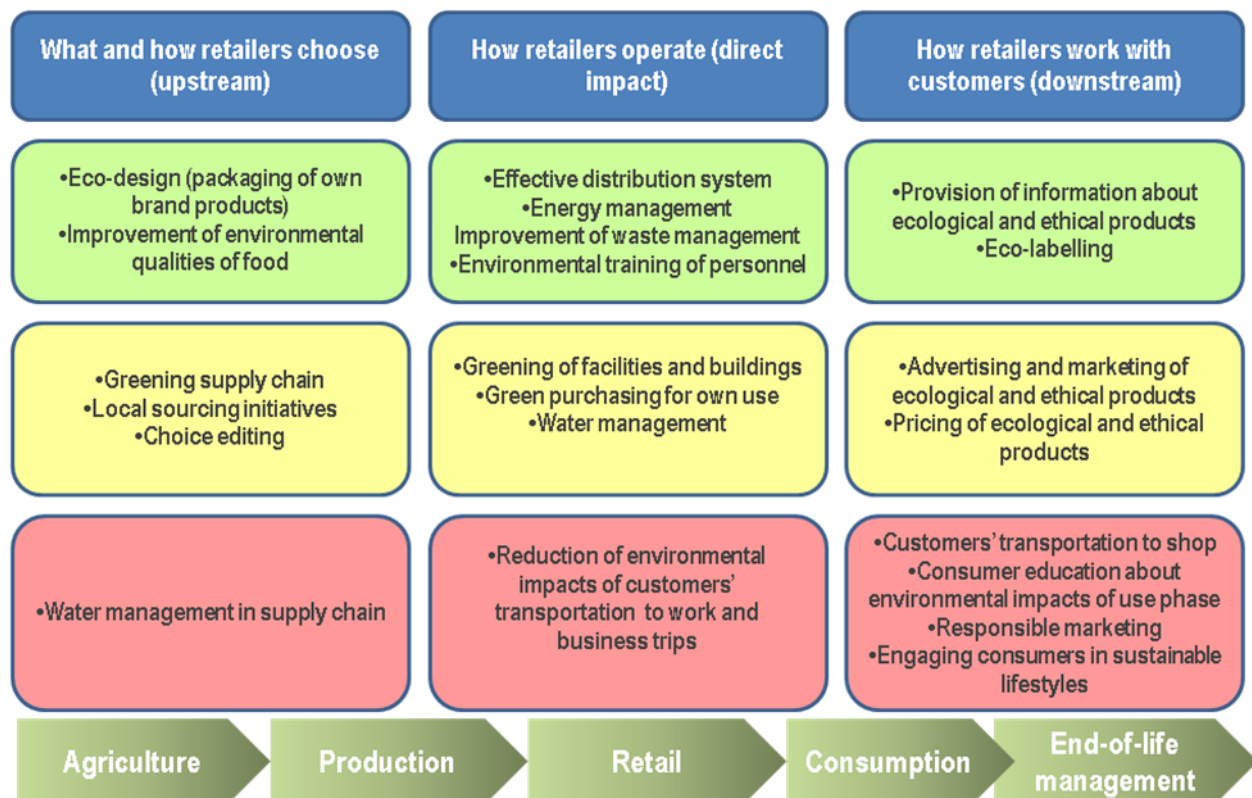 What and how retailers choose
(upstream)
How retailers operate (direct
impact)
How retailers work with
customers (downstream)
•Eco-design (packaging of own
brand products)
•Improvement of environmental
qualities of food
•Effective distribution system
•Energy management
Improvement of waste management
•Environmental training of personnel
•Provision of information about
ecological and ethical products
•Eco-labelling
•Greening supply chain
•Local sourcing initiatives
•Choice editing
•Greening of facilities and buildings
•Green purchasing for own use
•Water management
•Advertising and marketing of
ecological and ethical products
•Pricing of ecological and ethical
products
•Water management in supply chain
•Reduction of environmental
impacts of customers’
transportation to work and
business trips
•Customers’ transportation to shop
•Consumer education about
environmental impacts of use phase
•Responsible marketing
•Engaging consumers in sustainable
lifestyles
Agriculture
Production
Retail
Consumption
End-of-life
management